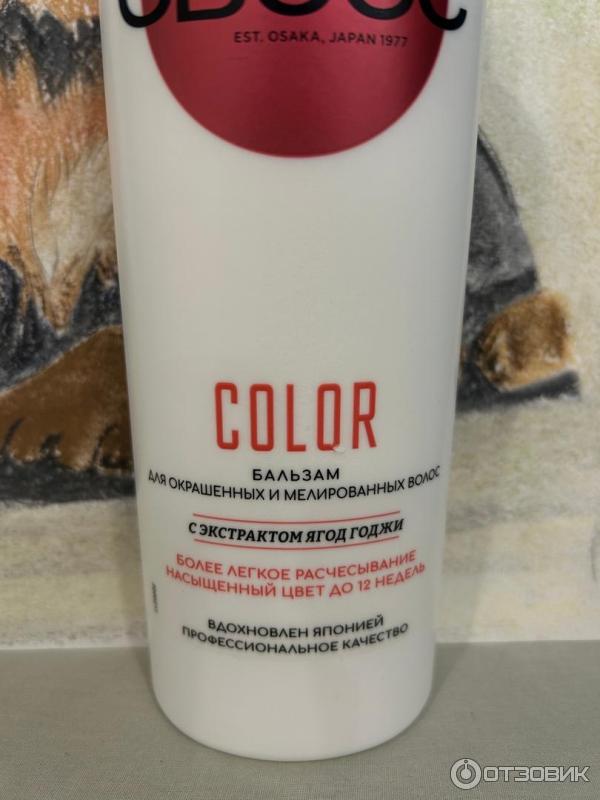 EST. OSAKA, JAPAN 1977
COLOR
БАЛЬЗАМ
ДЛЯ ОКРАШЕННЫХ И МЕЛИРОВАННЫХ ВОЛОС
С ЭКСТРАКТОМ ЯГОД ГОДЖИ
БОЛЕЕ ЛЕГКОЕ РАСЧЕСЫВАНИЕ
НАСЫЩЕННЫЙ ЦВЕТ ДО 12 НЕДЕЛЬ
ВДОХНОВЛЕН ЯПОНИЕЙ
ПРОФЕССИОНАЛЬНОЕ КАЧЕСТВО
ОТЗОВИК